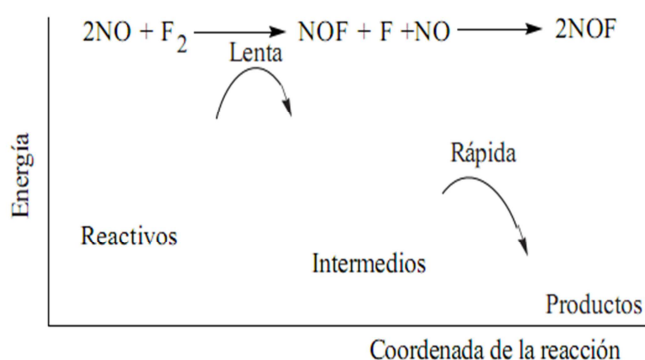 2NO + F₂ ⟶ NOF + F +NO ⟶ 2NOF
Lenta
Rápida
Energía
Reactivos
Intermedios
Productos
Coordenada de la reacción